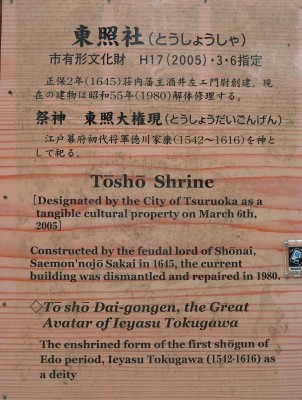 東照社(とうしょうしゃ)
市有形文化財 H17(2005)・3・6指定
正保2年(1645)荘内藩主酒井左エ門尉創建。現
在の建物は昭和55年(1980)解体修理する。
祭神 東照大権現(とうしょうだいごんげん)
江戸幕府初代将軍徳川家康(1542〜1616)を神と
して祀る。
Tōshō Shrine
[Designated by the City of Tsuruoka as a
tangible cultural property on March 6th,
2005]
Constructed by the feudal lord of Shōnai,
Saemon'nojō Sakai in 1645, the current
building was dismantled and repaired in 1980.
◇Tō shō Dai-gongen, the Great
Avatar of Ieyasu Tokugawa
The enshrined form of the first shōgun of
Edo period, Ieyasu Tokugawa (1542-1616) as
a deity